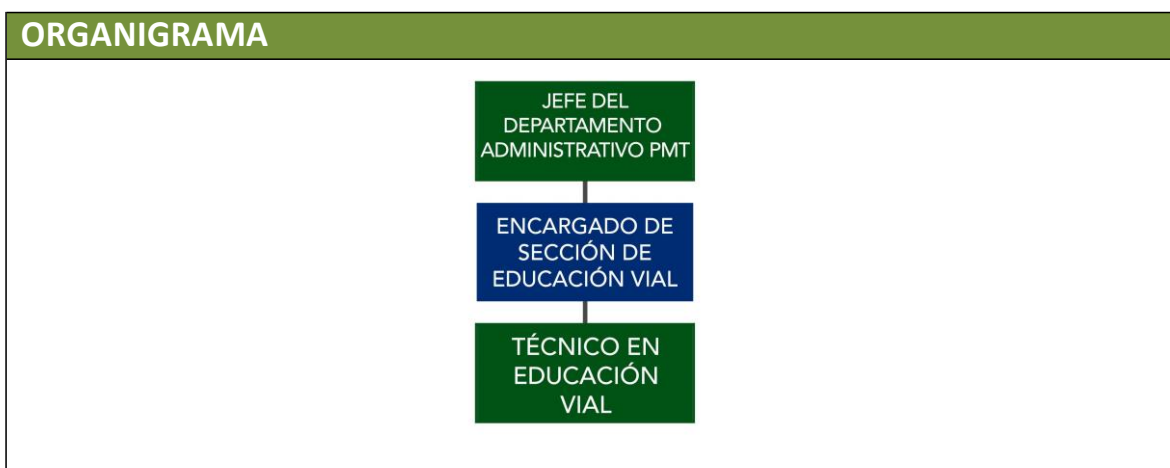 ORGANIGRAMA
JEFE DEL
DEPARTAMENTO
ADMINISTRATIVO PMT
ENCARGADO DE
SECCIÓN DE
EDUCACIÓN VIAL
TÉCNICO EN
EDUCACIÓN
VIAL